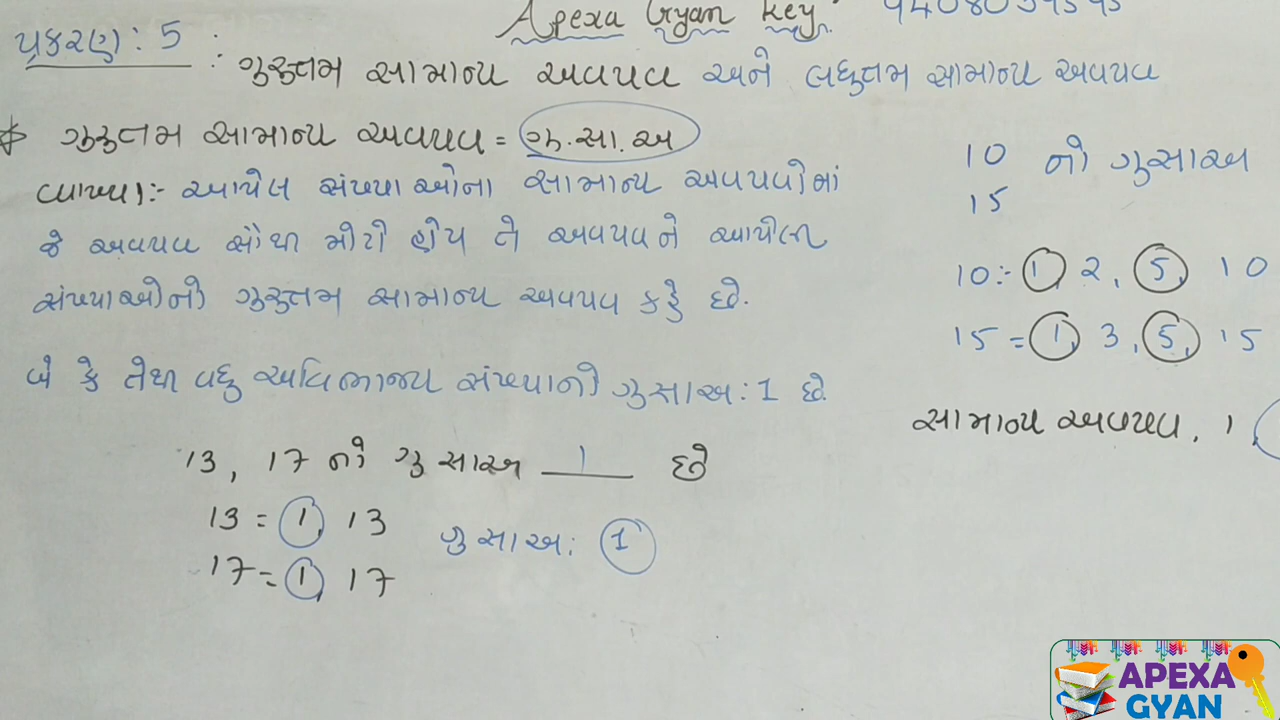 Apexa Gyan Key
પ્રકરણ : 5 : ગુરુત્તમ સામાન્ય અવયવ અને લઘુત્તમ સામાન્ય અવયવ
* ગુરુત્તમ સામાન્ય અવયવ = ગુ.સા.અ
વ્યાખ્યા:- આપેલ સંખ્યાઓના સામાન્ય અવયવોમાં
જે અવયવ સૌથી મોટો હોય તે અવયવને આપેલી
સંખ્યાઓનો ગુરુત્તમ સામાન્ય અવયવ કહે છે.
બે કે તેથી વધુ અવિભાજ્ય સંખ્યાનો ગુસાઅ : 1 છે.
13, 17 નો ગુસાઅ 1 છે
13 = 1, 13
17 = 1, 17
ગુસાઅ : 1
10 નો ગુસાઅ
15
10:- 1, 2, 5, 10
15 = 1, 3, 5, 15
સામાન્ય અવયવ, 1,
APEXA
GYAN